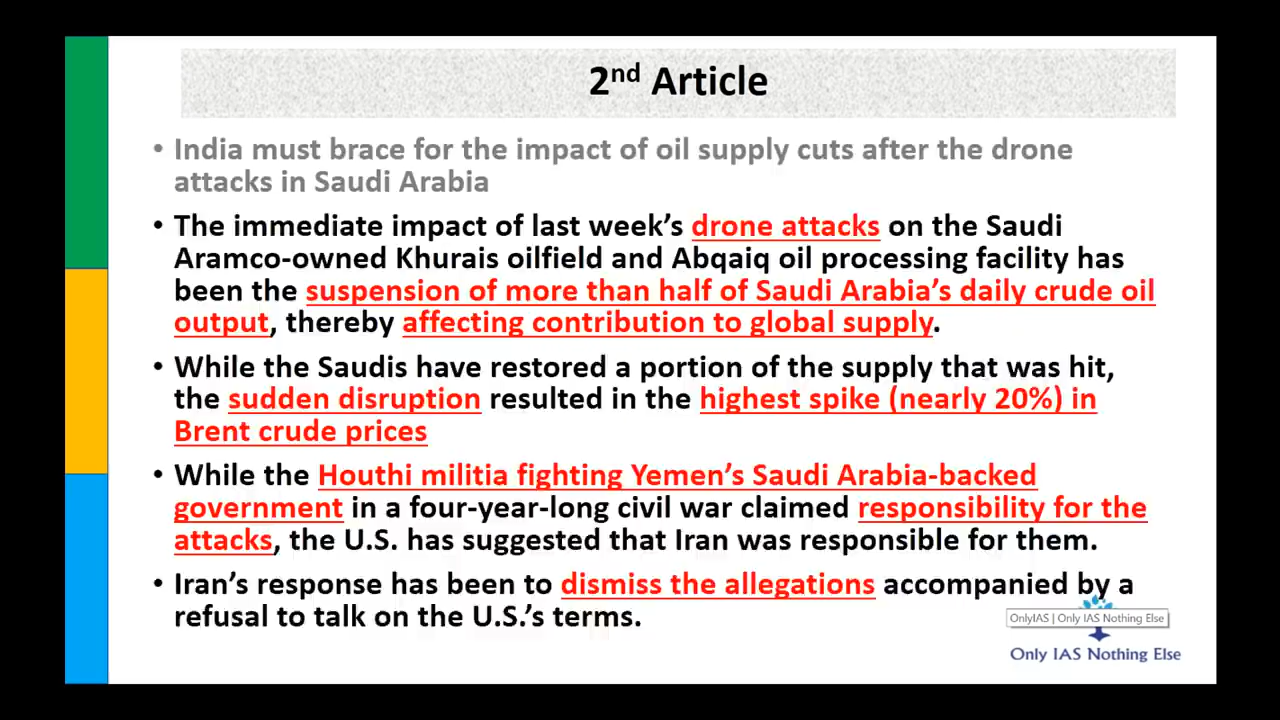 2nd Article
• India must brace for the impact of oil supply cuts after the drone
attacks in Saudi Arabia
• The immediate impact of last week’s drone attacks on the Saudi
Aramco-owned Khurais oilfield and Abqaiq oil processing facility has
been the suspension of more than half of Saudi Arabia’s daily crude oil
output, thereby affecting contribution to global supply.
• While the Saudis have restored a portion of the supply that was hit,
the sudden disruption resulted in the highest spike (nearly 20%) in
Brent crude prices
• While the Houthi militia fighting Yemen’s Saudi Arabia-backed
government in a four-year-long civil war claimed responsibility for the
attacks, the U.S. has suggested that Iran was responsible for them.
• Iran’s response has been to dismiss the allegations accompanied by a
refusal to talk on the U.S.’s terms.
OnlyIAS | Only IAS Nothing Else
Only IAS Nothing Else